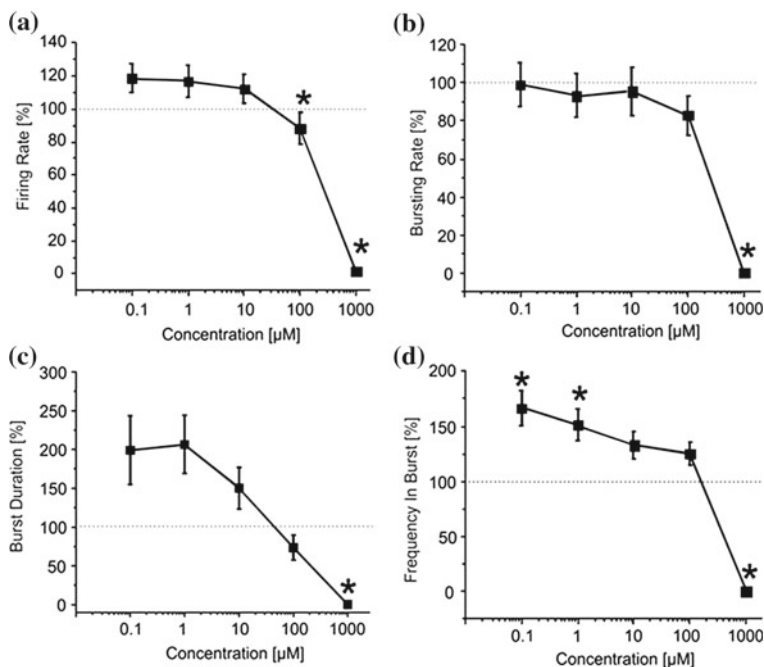 (a)
Firing Rate [%]
140
120
100
80
60
40
20
0
*
*
0.1 1 10 100 1000
Concentration [µM]
(b)
Bursting Rate [%]
120
100
80
60
40
20
0
*
0.1 1 10 100 1000
Concentration [µM]
(c)
Burst Duration [%]
300
250
200
150
100
50
0
*
0.1 1 10 100 1000
Concentration [µM]
(d)
Frequency In Burst [%]
200
150
100
50
0
* *
*
0.1 1 10 100 1000
Concentration [µM]